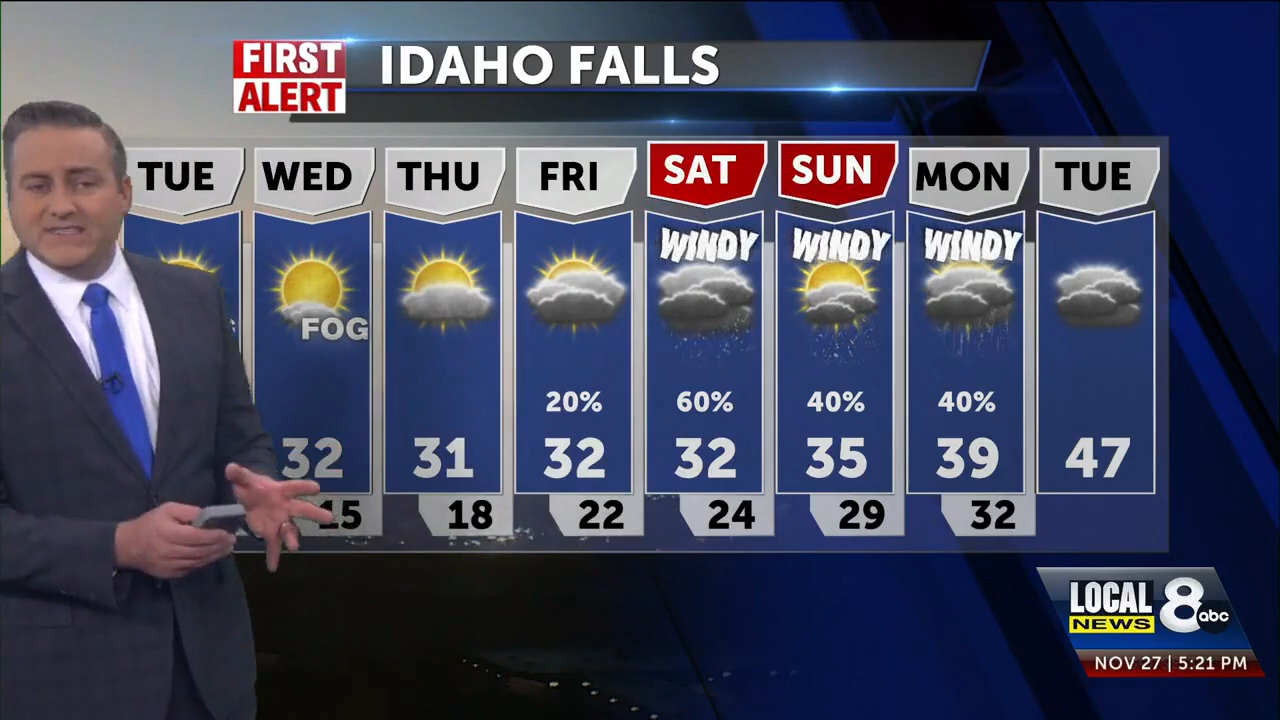 FIRST
ALERT
IDAHO FALLS
TUE WED THU FRI SAT SUN MON TUE
WINDY WINDY WINDY
FOG
20% 60% 40% 40%
32 31 32 32 35 39 47
15 18 22 24 29 32
LOCAL
NEWS
8
abc
NOV 27 | 5:21 PM